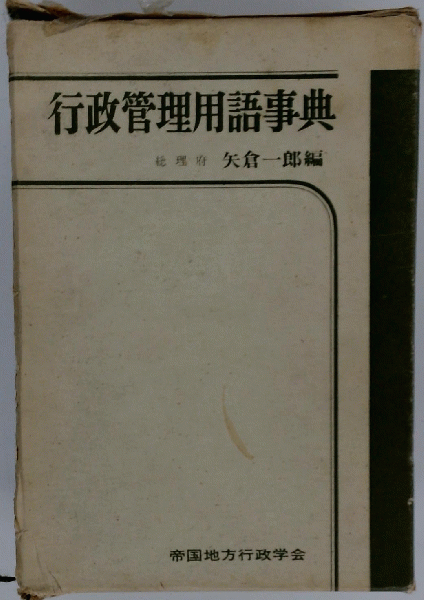 行政管理用語事典
総理府 矢倉一郎編
帝国地方行政学会